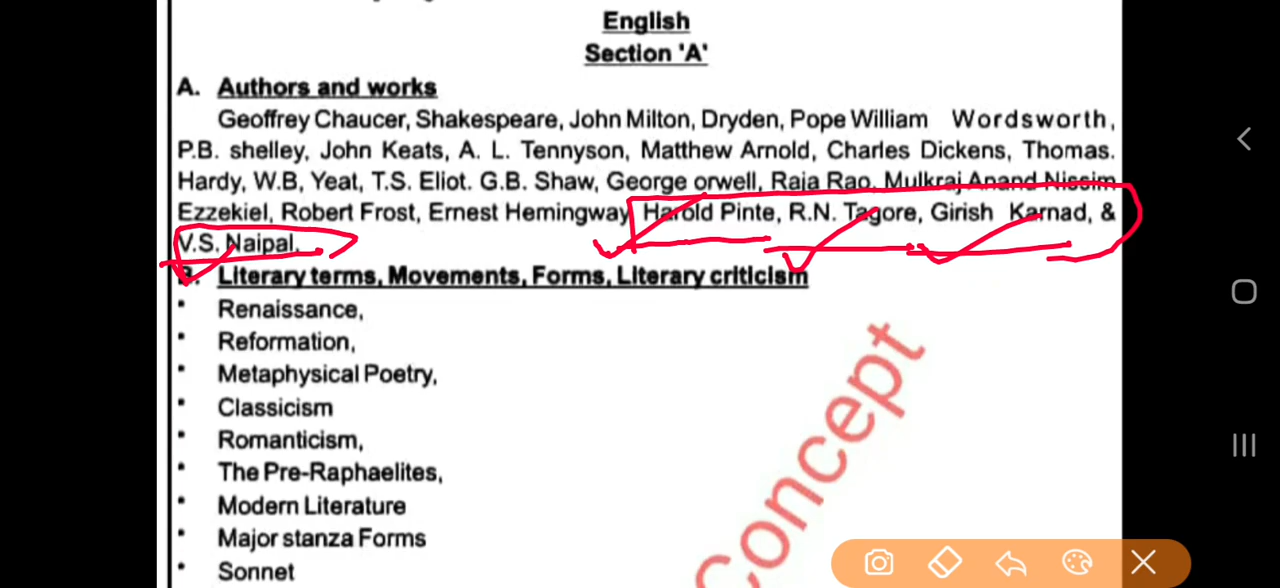 English
Section 'A'
A. Authors and works
Geoffrey Chaucer, Shakespeare, John Milton, Dryden, Pope William Wordsworth,
P.B. shelley, John Keats, A. L. Tennyson, Matthew Arnold, Charles Dickens, Thomas.
Hardy, W.B, Yeat, T.S. Eliot. G.B. Shaw, George orwell, Raja Rao, Mulkraj Anand Nissim
Ezzekiel, Robert Frost, Ernest Hemingway Harold Pinte, R.N. Tagore, Girish Karnad, &
V.S. Naipal.
B. Literary terms, Movements, Forms, Literary criticism
• Renaissance,
• Reformation,
• Metaphysical Poetry,
• Classicism
• Romanticism,
• The Pre-Raphaelites,
• Modern Literature
• Major stanza Forms
• Sonnet
Concept